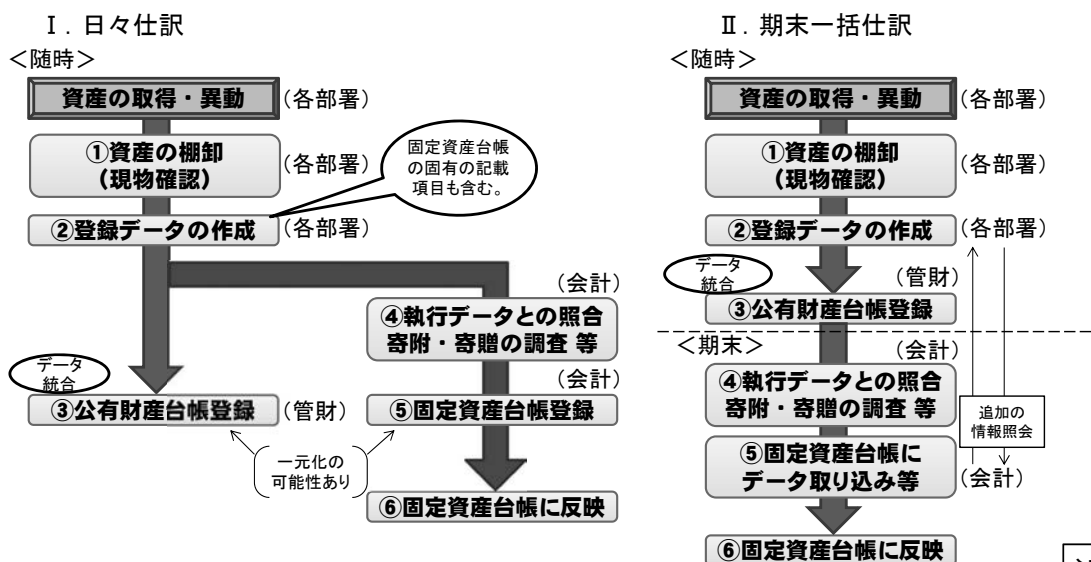 Ⅰ．日々仕訳
＜随時＞
資産の取得・異動
（各部署）
①資産の棚卸
（現物確認）
（各部署）
②登録データの作成
（各部署）
固定資産台帳
の固有の記載
項目も含む。
（会計）
④執行データとの照合
寄附・寄贈の調査 等
データ
統合
（会計）
③公有財産台帳登録
（管財）
⑤固定資産台帳登録
一元化の
可能性あり
⑥固定資産台帳に反映
Ⅱ．期末一括仕訳
＜随時＞
資産の取得・異動
（各部署）
①資産の棚卸
（現物確認）
（各部署）
②登録データの作成
（各部署）
データ
統合
（管財）
③公有財産台帳登録
＜期末＞
（会計）
④執行データとの照合
寄附・寄贈の調査 等
追加の
情報照会
⑤固定資産台帳に
データ取り込み等
（会計）
⑥固定資産台帳に反映